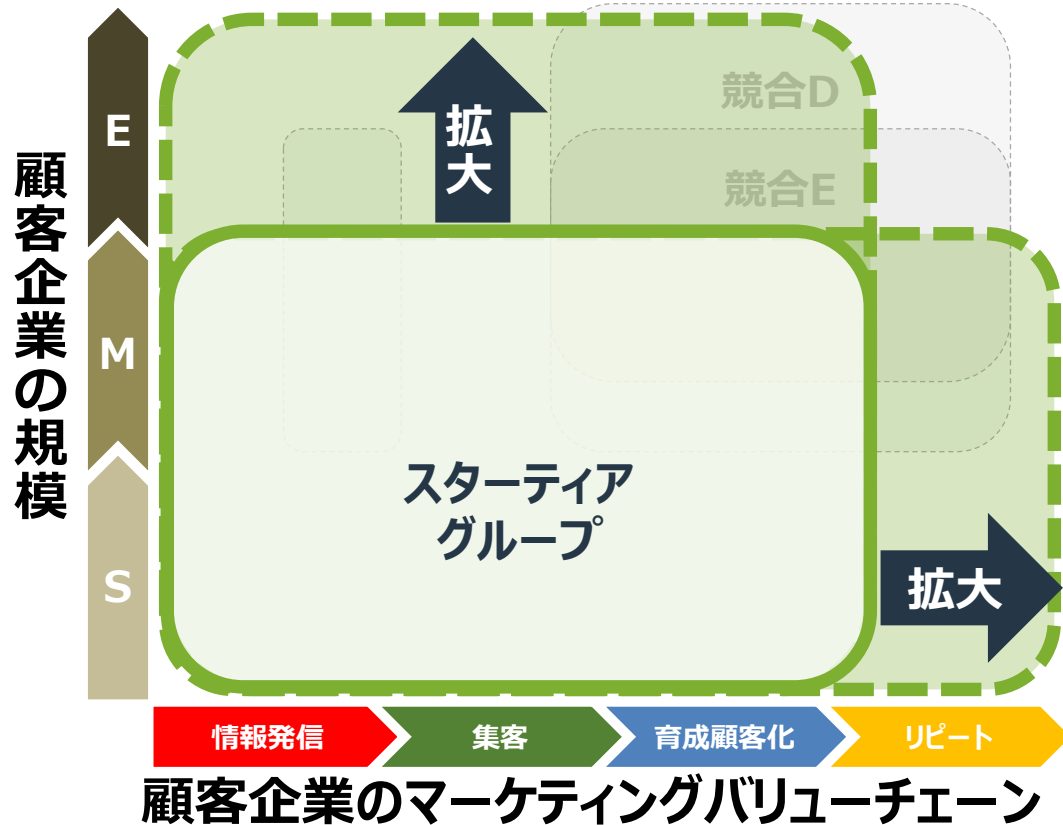 顧客企業の規模
E
M
S
拡大
競合D
競合E
スターティア
グループ
拡大
情報発信
集客
育成顧客化
リピート
顧客企業のマーケティングバリューチェーン